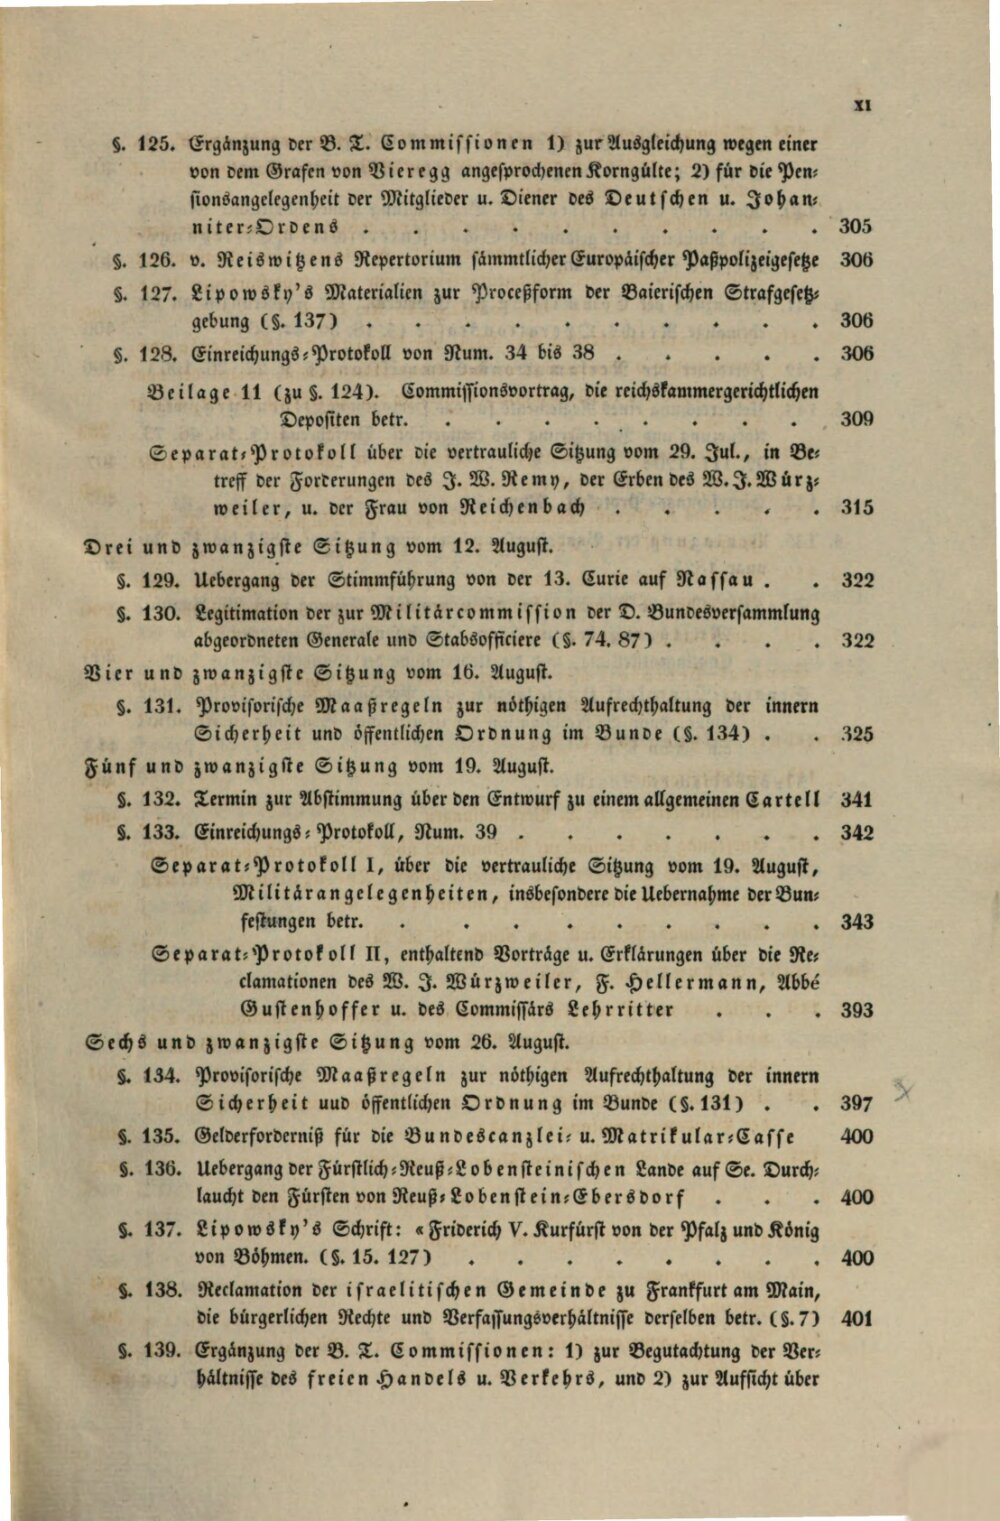 XI
§. 125. Ergänzung der B. T. Commissionen 1) zur Ausgleichung wegen einer
von dem Grafen von Vieregg angesprochenen Korngülte; 2) für die Pen-
sionsangelegenheit der Mitglieder u. Diener des Deutschen u. Johan-
niter-Ordens . . . . . . . . . . 305
§. 126. v. Reiswitzens Repertorium sämmtlicher Europäischer Paßpolizeigesetze 306
§. 127. Lipowsky's Materialien zur Proceßform der Baierischen Strafgesetz-
gebung (§. 137) . . . . . . . . . . 306
§. 128. Einreichungs-Protokoll von Num. 34 bis 38 . . . . . 306
Beilage 11 (zu §. 124). Commissionsvortrag, die reichskammergerichtlichen
Depositen betr. . . . . . . . . 309
Separat-Protokoll über die vertrauliche Sitzung vom 29. Jul., in Be-
treff der Forderungen des J. W. Remy, der Erben des W. J. Würz-
weiler, u. der Frau von Reichenbach . . . . . 315
Drei und zwanzigste Sitzung vom 12. August.
§. 129. Uebergang der Stimmführung von der 13. Curie auf Nassau . . 322
§. 130. Legitimation der zur Militärcommission der D. Bundesversammlung
abgeordneten Generale und Stabsofficiere (§. 74. 87) . . . . 322
Vier und zwanzigste Sitzung vom 16. August.
§. 131. Provisorische Maaßregeln zur nöthigen Aufrechthaltung der innern
Sicherheit und öffentlichen Ordnung im Bunde (§. 134) . . 325
Fünf und zwanzigste Sitzung vom 19. August.
§. 132. Termin zur Abstimmung über den Entwurf zu einem allgemeinen Cartell 341
§. 133. Einreichungs-Protokoll, Num. 39 . . . . . . . 342
Separat-Protokoll I, über die vertrauliche Sitzung vom 19. August,
Militärangelegenheiten, insbesondere die Uebernahme der Bun-
festungen betr. . . . . . . . . . 343
Separat-Protokoll II, enthaltend Vorträge u. Erklärungen über die Re-
clamationen des W. J. Würzweiler, F. Hellermann, Abbé
Gustenhoffer u. des Commissärs Lehrritter . . . 393
Sechs und zwanzigste Sitzung vom 26. August.
§. 134. Provisorische Maaßregeln zur nöthigen Aufrechthaltung der innern
Sicherheit uud öffentlichen Ordnung im Bunde (§. 131) . . 397
§. 135. Gelderforderniß für die Bundescanzlei- u. Matrikular-Casse 400
§. 136. Uebergang der Fürstlich-Reuß-Lobensteinischen Lande auf Se. Durch-
laucht den Fürsten von Reuß-Lobenstein-Ebersdorf . . . 400
§. 137. Lipowsky's Schrift: «Friderich V. Kurfürst von der Pfalz und König
von Böhmen. (§. 15. 127) . . . . . . . . 400
§. 138. Reclamation der israelitischen Gemeinde zu Frankfurt am Main,
die bürgerlichen Rechte und Verfassungsverhältnisse derselben betr. (§. 7) 401
§. 139. Ergänzung der B. T. Commissionen: 1) zur Begutachtung der Ver-
hältnisse des freien Handels u. Verkehrs, und 2) zur Aufsicht über